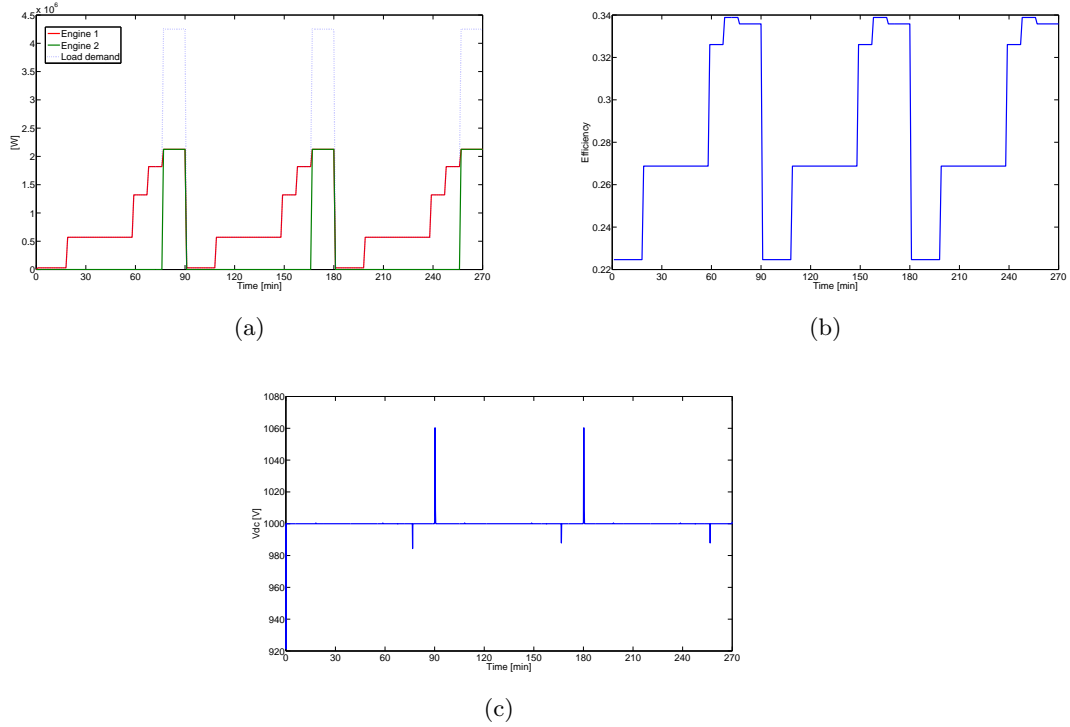 x 10⁶
4.5
4
3.5
3
2.5
2
1.5
1
0.5
0
[W]
Engine 1
Engine 2
Load demand
0 30 60 90 120 150 180 210 240 270
Time [min]
(a)
0.34
0.32
0.3
0.28
0.26
0.24
0.22
Efficiency
0 30 60 90 120 150 180 210 240 270
Time [min]
(b)
1080
1060
1040
1020
1000
980
960
940
920
Vdc [V]
0 30 60 90 120 150 180 210 240 270
Time [min]
(c)